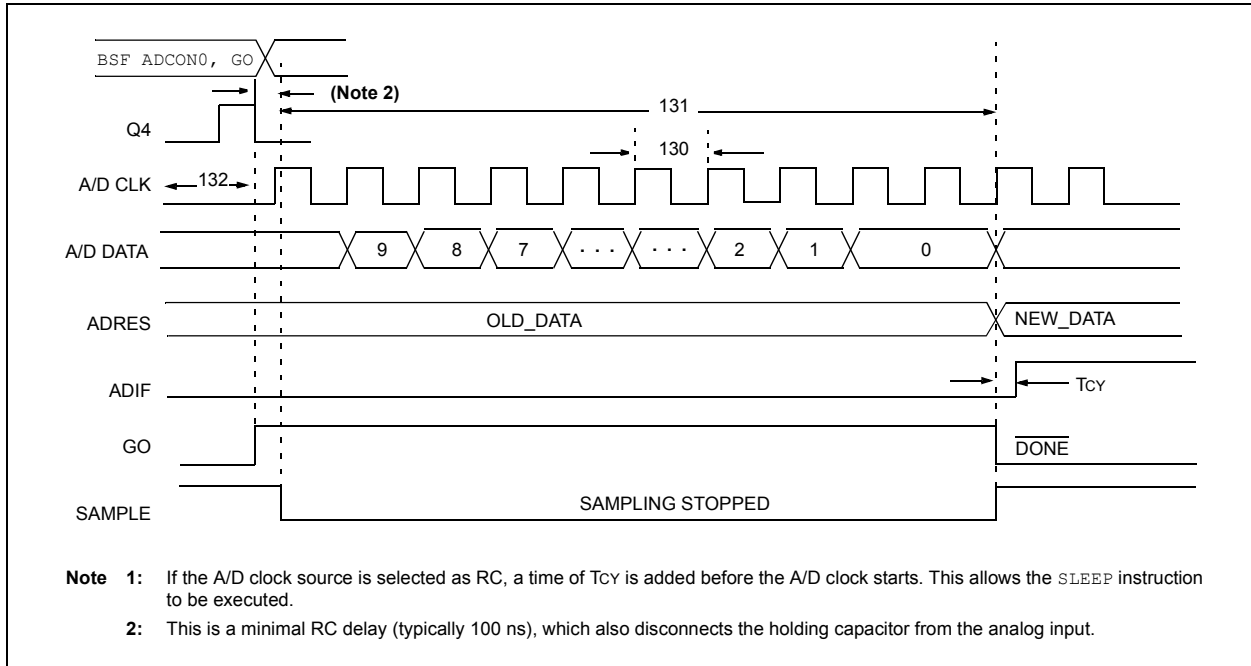 BSF ADCON0, GO
(Note 2)
131
Q4
130
A/D CLK
132
A/D DATA
9 8 7 · · · · · · 2 1 0
ADRES
OLD_DATA
NEW_DATA
ADIF
TCY
GO
DONE
SAMPLE
SAMPLING STOPPED
Note 1: If the A/D clock source is selected as RC, a time of TCY is added before the A/D clock starts. This allows the SLEEP instruction
to be executed.
2: This is a minimal RC delay (typically 100 ns), which also disconnects the holding capacitor from the analog input.